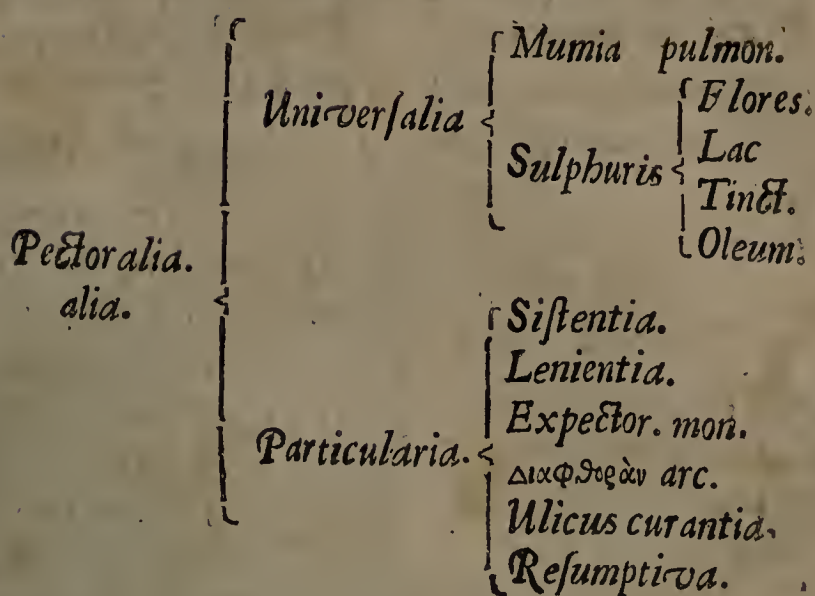 Pectoralia.
alia.
Univerſalia
Mumia pulmon.
Sulphuris
Flores.
Lac
Tinct.
Oleum.
Particularia.
Siſtentia.
Lenientia.
Expector. mon.
Διαφθορὰν arc.
Ulicus curantia.
Reſumptiva.